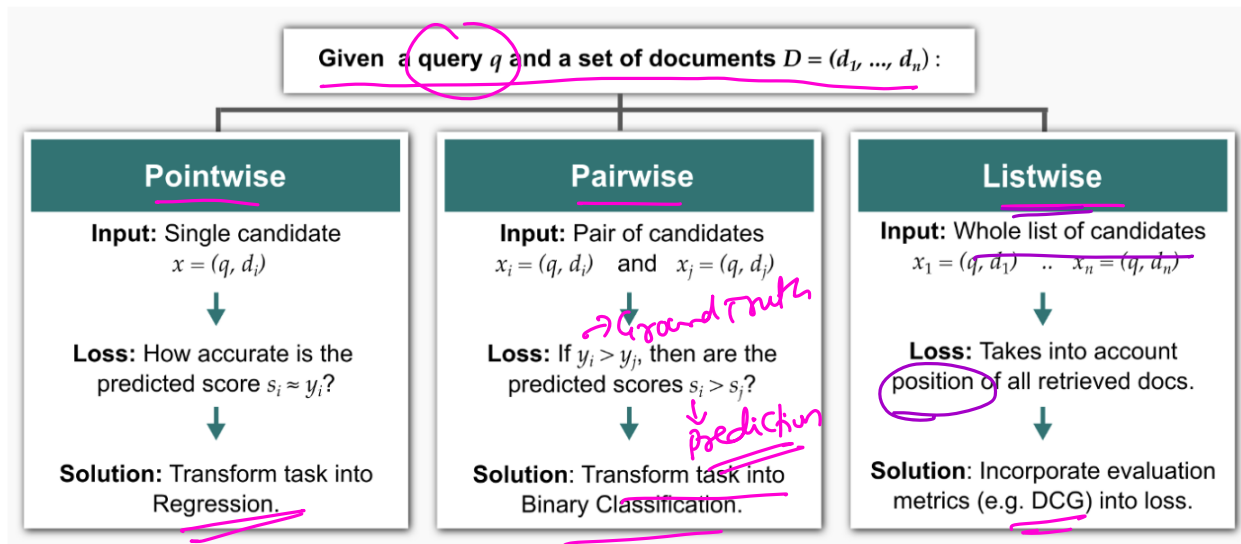 Given a query q and a set of documents D = (d₁, ..., dₙ) :
Pointwise
Input: Single candidate
x = (q, dᵢ)
Loss: How accurate is the
predicted score sᵢ ≈ yᵢ?
Solution: Transform task into
Regression.
Pairwise
Input: Pair of candidates
xᵢ = (q, dᵢ) and xⱼ = (q, dⱼ)
→ Ground Truth
Loss: If yᵢ > yⱼ, then are the
predicted scores sᵢ > sⱼ?
Prediction
Solution: Transform task into
Binary Classification.
Listwise
Input: Whole list of candidates
x₁ = (q, d₁) .. xₙ = (q, dₙ)
Loss: Takes into account
position of all retrieved docs.
Solution: Incorporate evaluation
metrics (e.g. DCG) into loss.